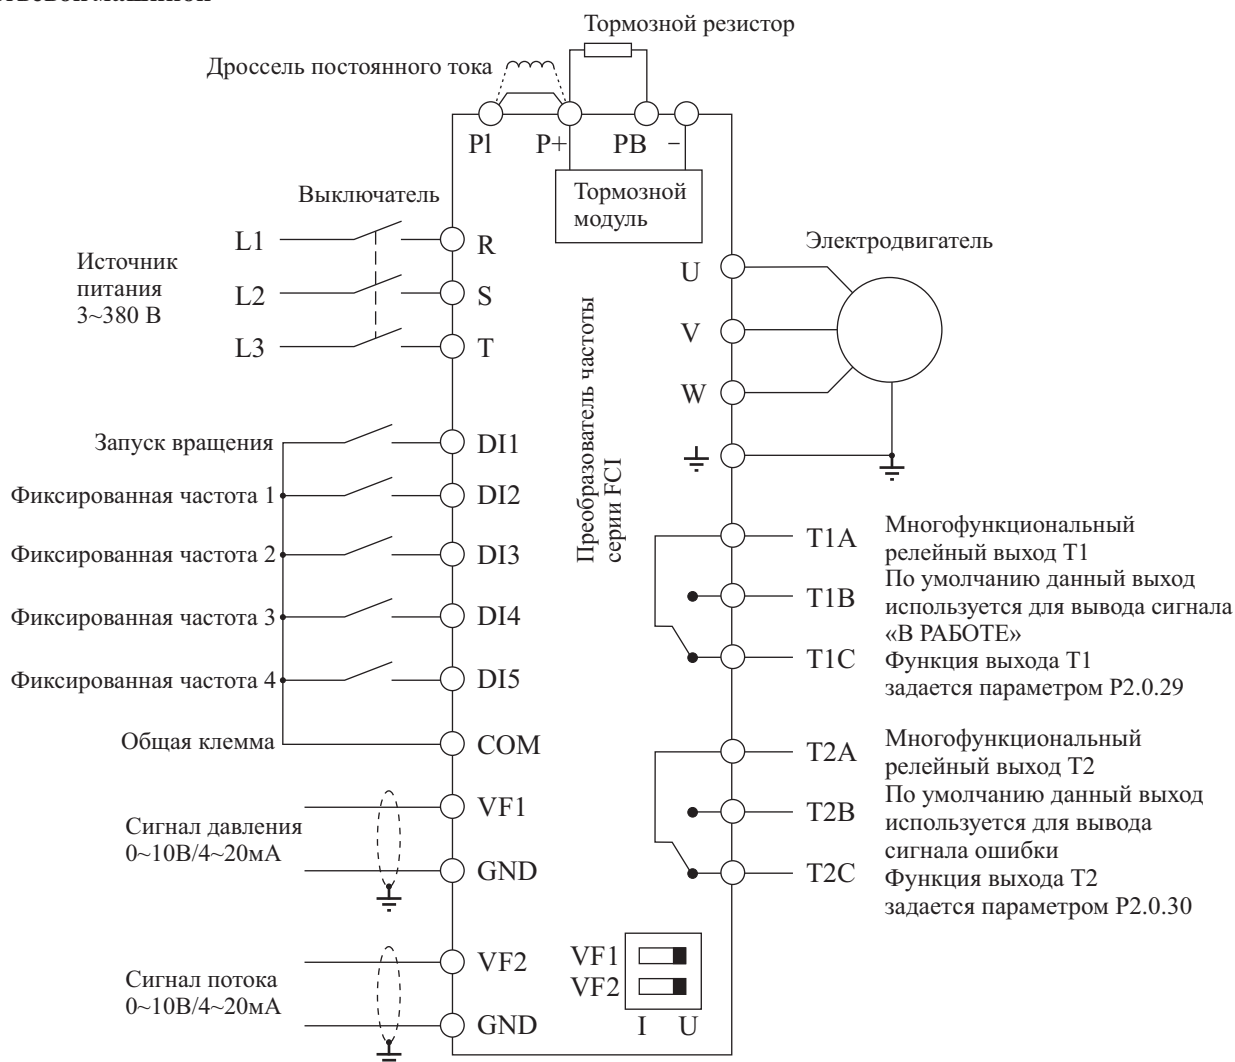 Тормозной резистор
Дроссель постоянного тока
P1
P+
PB
-
Тормозной
модуль
Выключатель
L1
L2
L3
Источник
питания
3~380 В
R
S
T
Электродвигатель
U
V
W
Преобразователь частоты
серии FCI
Запуск вращения
DI1
Фиксированная частота 1
DI2
Фиксированная частота 2
DI3
Фиксированная частота 3
DI4
Фиксированная частота 4
DI5
Общая клемма
COM
Сигнал давления
0~10В/4~20мА
VF1
GND
Сигнал потока
0~10В/4~20мА
VF2
GND
T1A
T1B
T1C
Многофункциональный
релейный выход T1
По умолчанию данный выход
используется для вывода сигнала
«В РАБОТЕ»
Функция выхода T1
задается параметром P2.0.29
T2A
T2B
T2C
Многофункциональный
релейный выход T2
По умолчанию данный выход
используется для вывода
сигнала ошибки
Функция выхода T2
задается параметром P2.0.30
VF1
VF2
I U